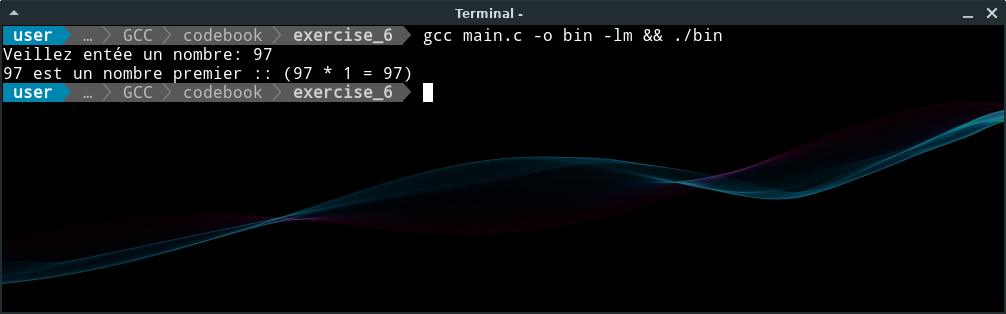 Terminal -
user … GCC codebook exercise_6 gcc main.c -o bin -lm && ./bin
Veillez entée un nombre: 97
97 est un nombre premier :: (97 * 1 = 97)
user … GCC codebook exercise_6